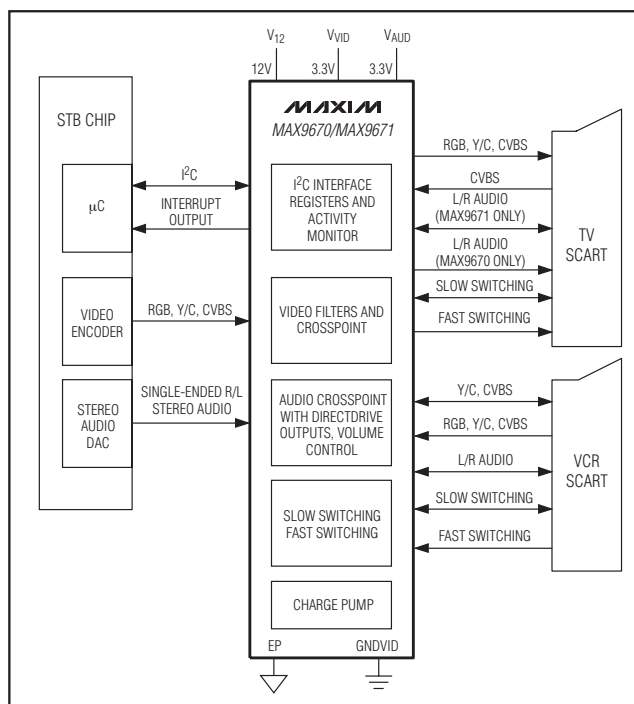 V12
VVID
VAUD
12V
3.3V
3.3V
STB CHIP
MAXIM
MAX9670/MAX9671
μC
I2C
INTERRUPT
OUTPUT
I2C INTERFACE
REGISTERS AND
ACTIVITY
MONITOR
VIDEO
ENCODER
RGB, Y/C, CVBS
VIDEO FILTERS AND
CROSSPOINT
STEREO
AUDIO
DAC
SINGLE-ENDED R/L
STEREO AUDIO
AUDIO CROSSPOINT
WITH DIRECTDRIVE
OUTPUTS, VOLUME
CONTROL
SLOW SWITCHING
FAST SWITCHING
CHARGE PUMP
EP
GNDVID
RGB, Y/C, CVBS
CVBS
L/R AUDIO
(MAX9671 ONLY)
L/R AUDIO
(MAX9670 ONLY)
SLOW SWITCHING
FAST SWITCHING
TV
SCART
Y/C, CVBS
RGB, Y/C, CVBS
L/R AUDIO
SLOW SWITCHING
FAST SWITCHING
VCR
SCART